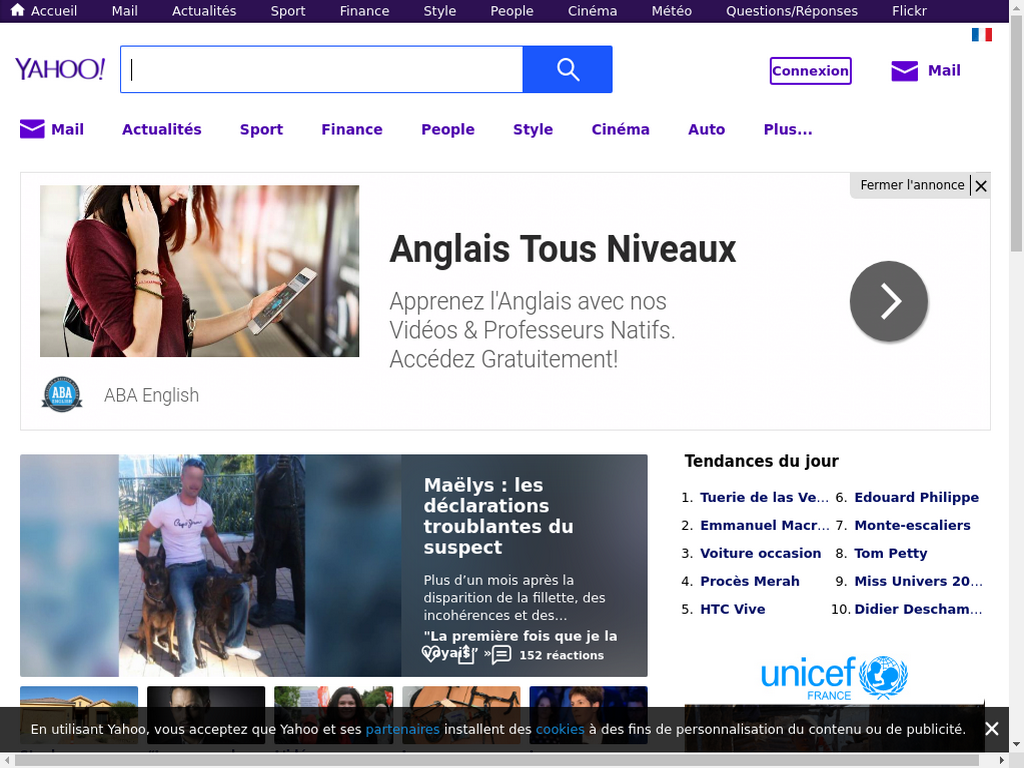 Accueil Mail Actualités Sport Finance Style People Cinéma Météo Questions/Réponses Flickr
YAHOO!
Connexion Mail
Mail Actualités Sport Finance People Style Cinéma Auto Plus...
Fermer l'annonce
Anglais Tous Niveaux
Apprenez l'Anglais avec nos
Vidéos & Professeurs Natifs.
Accédez Gratuitement!
ABA
ABA English
Maëlys : les
déclarations
troublantes du
suspect
Plus d’un mois après la
disparition de la fillette, des
incohérences et des...
"La première fois que je la
voyais" »
152 réactions
Tendances du jour
1. Tuerie de las Ve... 6. Edouard Philippe
2. Emmanuel Macr... 7. Monte-escaliers
3. Voiture occasion 8. Tom Petty
4. Procès Merah 9. Miss Univers 20...
5. HTC Vive 10. Didier Descham...
unicef
FRANCE
En utilisant Yahoo, vous acceptez que Yahoo et ses partenaires installent des cookies à des fins de personnalisation du contenu ou de publicité.